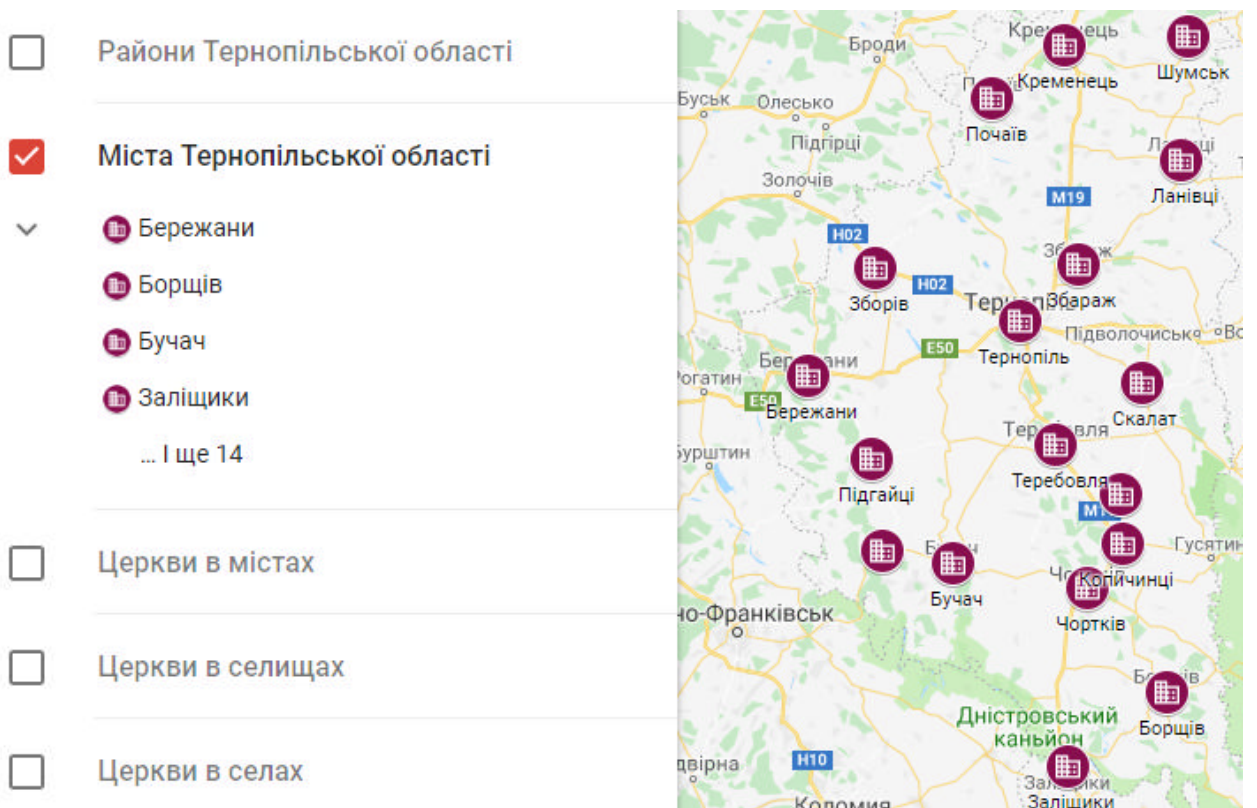 Райони Тернопільської області
Міста Тернопільської області
Бережани
Борщів
Бучач
Заліщики
... І ще 14
Церкви в містах
Церкви в селищах
Церкви в селах
Броди
Шумськ
Кременець
Буськ
Олесько
Почаїв
Підгірці
Золочів
M19
Ланівці
H02
Зборів
H02
Збараж
Тернопіль
Підволочиськ
E50
Рогатин
E50
Бережани
Скалат
Теребовля
Підгайці
Гусятин
Копичинці
Бучач
Чортків
но-Франківськ
Дністровський
каньйон
Борщів
H10
двірна
Заліщики
Коломия